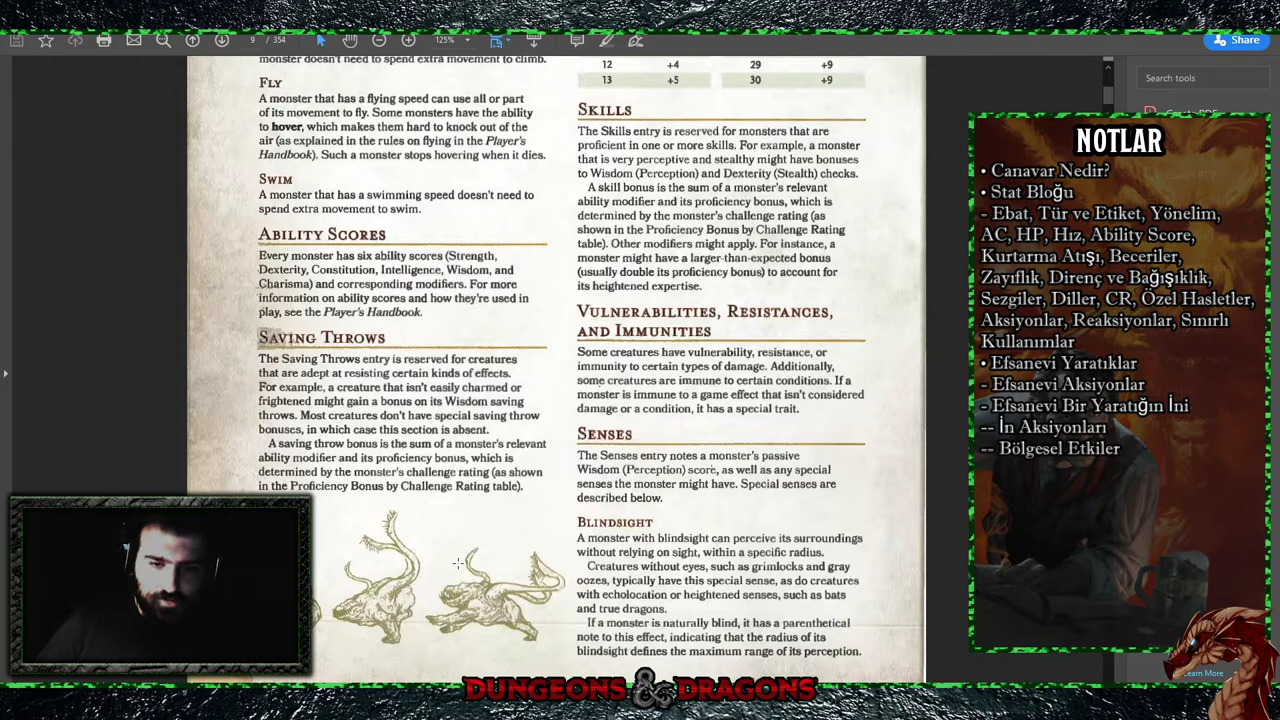 9 / 354
125%
Share
Search tools
monster doesn't need to spend extra movement to climb.
FLY
A monster that has a flying speed can use all or part
of its movement to fly. Some monsters have the ability
to hover, which makes them hard to knock out of the
air (as explained in the rules on flying in the Player's
Handbook). Such a monster stops hovering when it dies.
SWIM
A monster that has a swimming speed doesn't need to
spend extra movement to swim.
ABILITY SCORES
Every monster has six ability scores (Strength,
Dexterity, Constitution, Intelligence, Wisdom, and
Charisma) and corresponding modifiers. For more
information on ability scores and how they're used in
play, see the Player's Handbook.
SAVING THROWS
The Saving Throws entry is reserved for creatures
that are adept at resisting certain kinds of effects.
For example, a creature that isn't easily charmed or
frightened might gain a bonus on its Wisdom saving
throws. Most creatures don't have special saving throw
bonuses, in which case this section is absent.
A saving throw bonus is the sum of a monster's relevant
ability modifier and its proficiency bonus, which is
determined by the monster's challenge rating (as shown
in the Proficiency Bonus by Challenge Rating table).
12 +4 29 +9
13 +5 30 +9
SKILLS
The Skills entry is reserved for monsters that are
proficient in one or more skills. For example, a monster
that is very perceptive and stealthy might have bonuses
to Wisdom (Perception) and Dexterity (Stealth) checks.
A skill bonus is the sum of a monster's relevant
ability modifier and its proficiency bonus, which is
determined by the monster's challenge rating (as
shown in the Proficiency Bonus by Challenge Rating
table). Other modifiers might apply. For instance, a
monster might have a larger-than-expected bonus
(usually double its proficiency bonus) to account for
its heightened expertise.
VULNERABILITIES, RESISTANCES,
AND IMMUNITIES
Some creatures have vulnerability, resistance, or
immunity to certain types of damage. Additionally,
some creatures are immune to certain conditions. If a
monster is immune to a game effect that isn't considered
damage or a condition, it has a special trait.
SENSES
The Senses entry notes a monster's passive
Wisdom (Perception) score, as well as any special
senses the monster might have. Special senses are
described below.
BLINDSIGHT
A monster with blindsight can perceive its surroundings
without relying on sight, within a specific radius.
Creatures without eyes, such as grimlocks and gray
oozes, typically have this special sense, as do creatures
with echolocation or heightened senses, such as bats
and true dragons.
If a monster is naturally blind, it has a parenthetical
note to this effect, indicating that the radius of its
blindsight defines the maximum range of its perception.
NOTLAR
• Canavar Nedir?
• Stat Bloğu
- Ebat, Tür ve Etiket, Yönelim,
AC, HP, Hız, Ability Score,
Kurtarma Atışı, Beceriler,
Zayıflık, Direnç ve Bağışıklık,
Sezgiler, Diller, CR, Özel Hasletler,
Aksiyonlar, Reaksiyonlar, Sınırlı
Kullanımlar
• Efsanevi Yaratıklar
- Efsanevi Aksiyonlar
- Efsanevi Bir Yaratığın İni
-- İn Aksiyonları
-- Bölgesel Etkiler
Learn More
DUNGEONS & DRAGONS